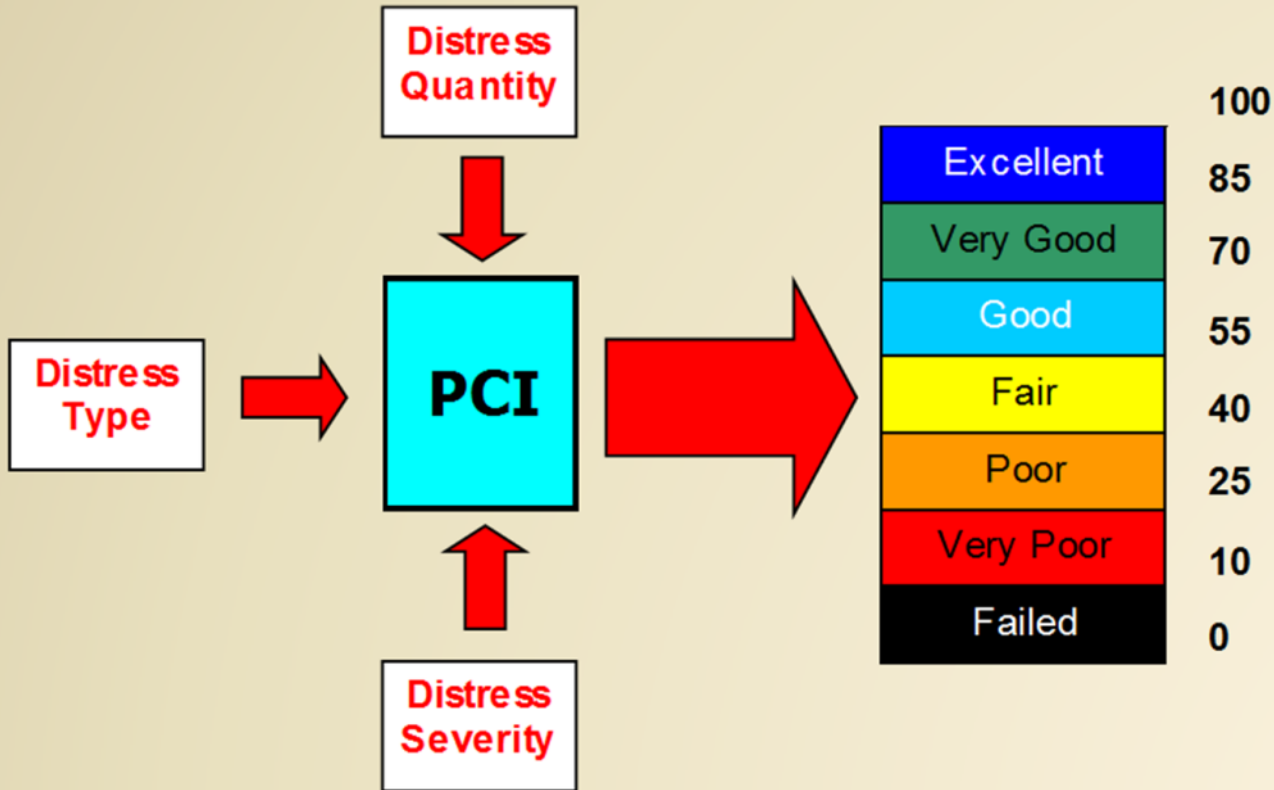 Distress
Quantity
Distress
Type
PCI
Distress
Severity
100
Excellent
85
Very Good
70
Good
55
Fair
40
Poor
25
Very Poor
10
Failed
0